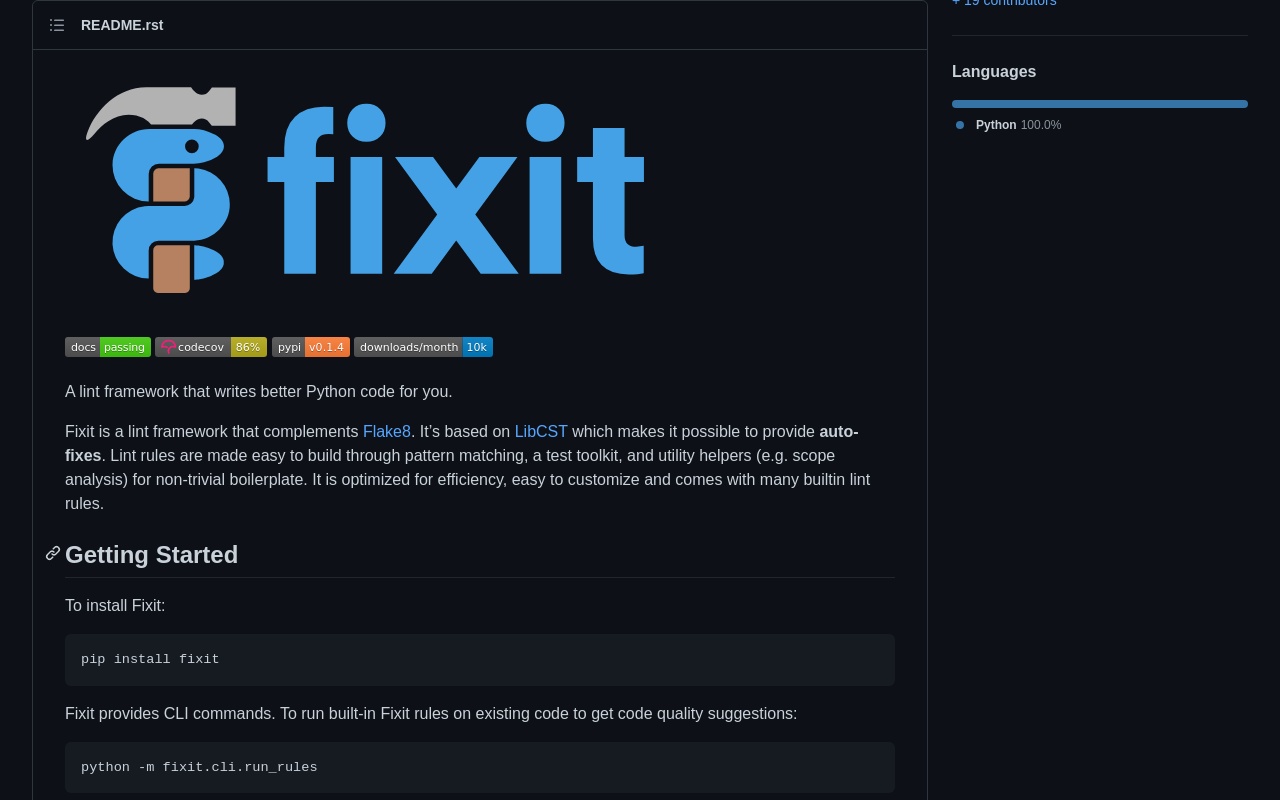 README.rst
fixit
docs passing codecov 86% pypi v0.1.4 downloads/month 10k
A lint framework that writes better Python code for you.
Fixit is a lint framework that complements Flake8. It’s based on LibCST which makes it possible to provide auto-
fixes. Lint rules are made easy to build through pattern matching, a test toolkit, and utility helpers (e.g. scope
analysis) for non-trivial boilerplate. It is optimized for efficiency, easy to customize and comes with many builtin lint
rules.
Getting Started
To install Fixit:
pip install fixit
Fixit provides CLI commands. To run built-in Fixit rules on existing code to get code quality suggestions:
python -m fixit.cli.run_rules
+ 19 contributors
Languages
Python 100.0%